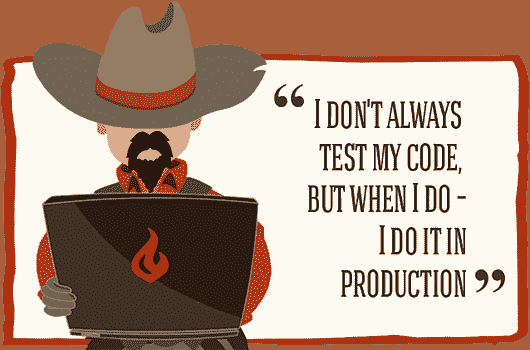 “ I DON'T ALWAYS
TEST MY CODE,
BUT WHEN I DO -
I DO IT IN
PRODUCTION ”